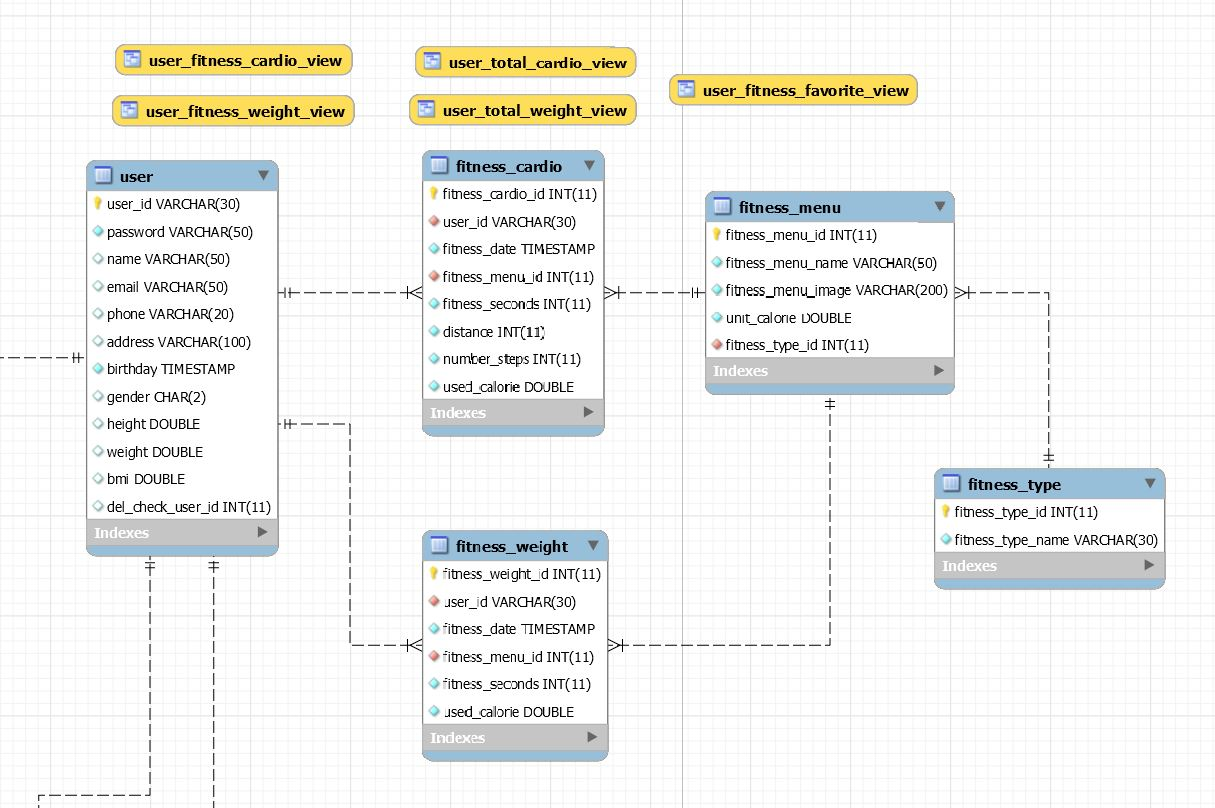 user_fitness_cardio_view
user_total_cardio_view
user_fitness_favorite_view
user_fitness_weight_view
user_total_weight_view
user
user_id VARCHAR(30)
password VARCHAR(50)
name VARCHAR(50)
email VARCHAR(50)
phone VARCHAR(20)
address VARCHAR(100)
birthday TIMESTAMP
gender CHAR(2)
height DOUBLE
weight DOUBLE
bmi DOUBLE
del_check_user_id INT(11)
Indexes
fitness_cardio
fitness_cardio_id INT(11)
user_id VARCHAR(30)
fitness_date TIMESTAMP
fitness_menu_id INT(11)
fitness_seconds INT(11)
distance INT(11)
number_steps INT(11)
used_calorie DOUBLE
Indexes
fitness_menu
fitness_menu_id INT(11)
fitness_menu_name VARCHAR(50)
fitness_menu_image VARCHAR(200)
unit_calorie DOUBLE
fitness_type_id INT(11)
Indexes
fitness_type
fitness_type_id INT(11)
fitness_type_name VARCHAR(30)
Indexes
fitness_weight
fitness_weight_id INT(11)
user_id VARCHAR(30)
fitness_date TIMESTAMP
fitness_menu_id INT(11)
fitness_seconds INT(11)
used_calorie DOUBLE
Indexes